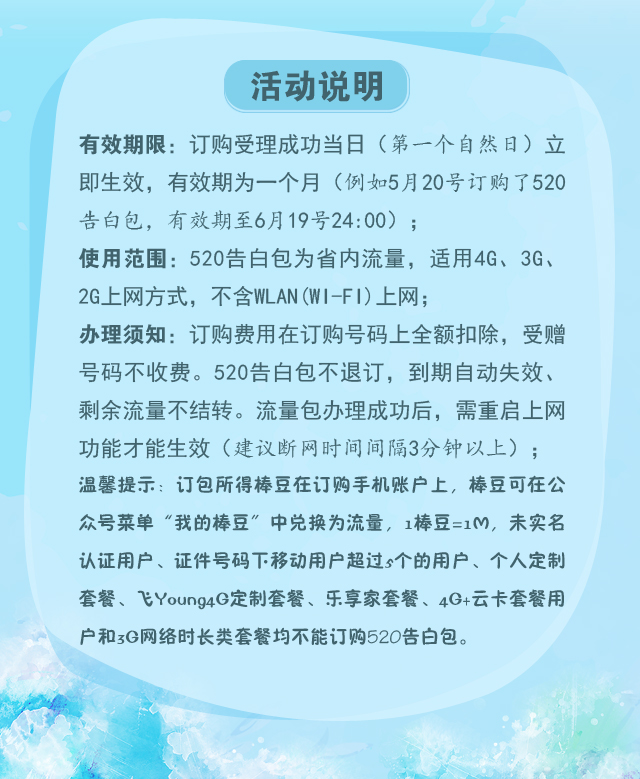 活动说明
有效期限：订购受理成功当日（第一个自然日）立
即生效，有效期为一个月（例如5月20号订购了520
告白包，有效期至6月19号24:00）；
使用范围：520告白包为省内流量，适用4G、3G、
2G上网方式，不含WLAN(WI-FI)上网；
办理须知：订购费用在订购号码上全额扣除，受赠
号码不收费。520告白包不退订，到期自动失效、
剩余流量不结转。流量包办理成功后，需重启上网
功能才能生效（建议断网时间间隔3分钟以上）；
温馨提示：订包所得棒豆在订购手机账户上，棒豆可在公
众号菜单“我的棒豆”中兑换为流量，1棒豆=1M，未实名
认证用户、证件号码下移动用户超过5个的用户、个人定制
套餐、飞Young4G定制套餐、乐享家套餐、4G+云卡套餐用
户和3G网络时长类套餐均不能订购520告白包。